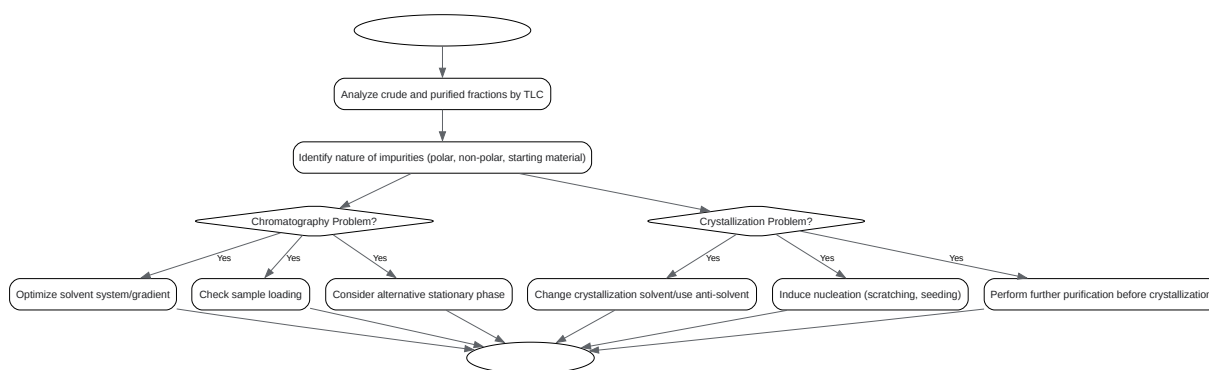 Analyze crude and purified fractions by TLC
Identify nature of impurities (polar, non-polar, starting material)
Chromatography Problem?
Crystallization Problem?
Yes
Yes
Yes
Yes
Yes
Yes
Optimize solvent system/gradient
Check sample loading
Consider alternative stationary phase
Change crystallization solvent/use anti-solvent
Induce nucleation (scratching, seeding)
Perform further purification before crystallization